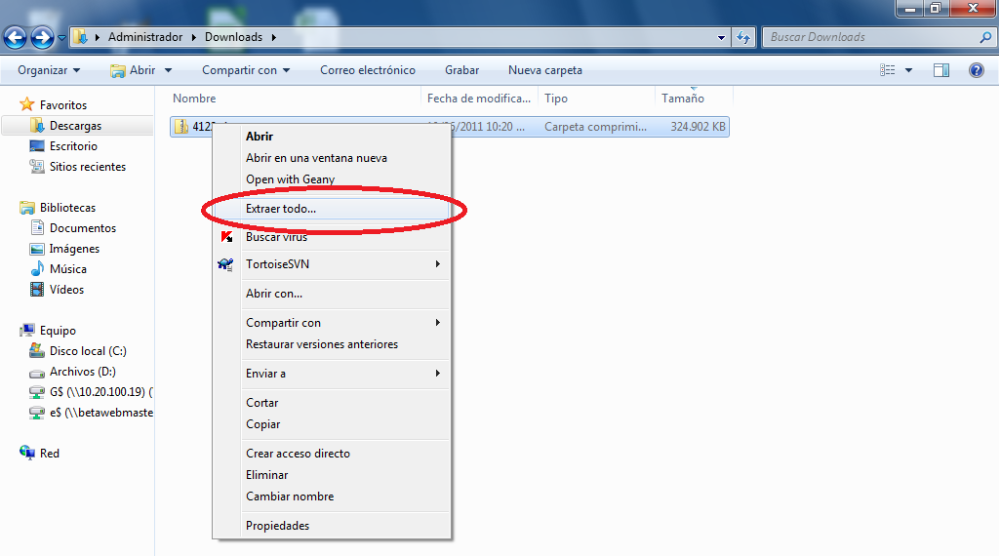 Administrador Downloads
Buscar Downloads
Organizar Abrir Compartir con Correo electrónico Grabar Nueva carpeta
Nombre Fecha de modifica... Tipo Tamaño
2011 10:20 ... Carpeta comprimi... 324.902 KB
Favoritos
Descargas
Escritorio
Sitios recientes
Bibliotecas
Documentos
Imágenes
Música
Vídeos
Equipo
Disco local (C:)
Archivos (D:)
G$ (\\10.20.100.19) (
e$ (\\betawebmaste
Red
Abrir
Abrir en una ventana nueva
Open with Geany
Extraer todo...
Buscar virus
TortoiseSVN
Abrir con...
Compartir con
Restaurar versiones anteriores
Enviar a
Cortar
Copiar
Crear acceso directo
Eliminar
Cambiar nombre
Propiedades